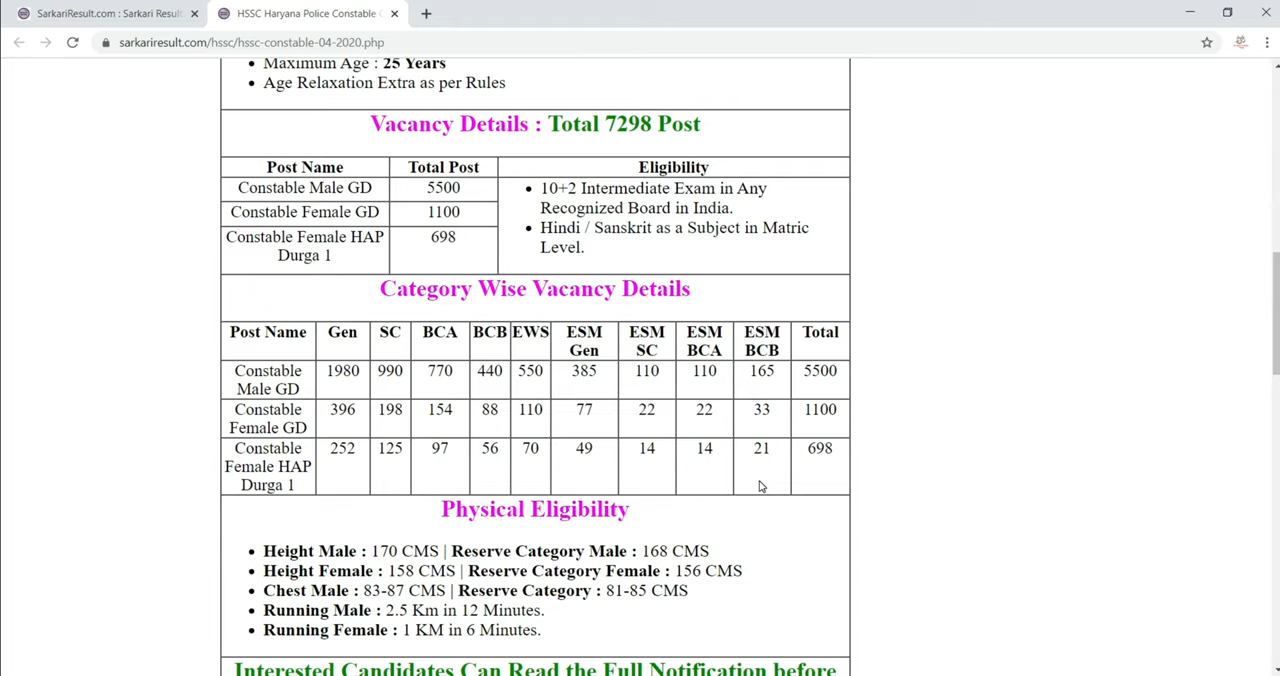 SarkariResult.com : Sarkari Resul
HSSC Haryana Police Constable
sarkariresult.com/hssc/hssc-constable-04-2020.php
Maximum Age : 25 Years
Age Relaxation Extra as per Rules
Vacancy Details : Total 7298 Post
Post Name Total Post Eligibility
Constable Male GD 5500
10+2 Intermediate Exam in Any
Recognized Board in India.
Constable Female GD 1100
Hindi / Sanskrit as a Subject in Matric
Level.
Constable Female HAP 698
Durga 1
Category Wise Vacancy Details
Post Name Gen SC BCA BCB EWS ESM ESM ESM ESM Total
Gen SC BCA BCB
Constable 1980 990 770 440 550 385 110 110 165 5500
Male GD
Constable 396 198 154 88 110 77 22 22 33 1100
Female GD
Constable 252 125 97 56 70 49 14 14 21 698
Female HAP
Durga 1
Physical Eligibility
Height Male : 170 CMS | Reserve Category Male : 168 CMS
Height Female : 158 CMS | Reserve Category Female : 156 CMS
Chest Male : 83-87 CMS | Reserve Category : 81-85 CMS
Running Male : 2.5 Km in 12 Minutes.
Running Female : 1 KM in 6 Minutes.
Interested Candidates Can Read the Full Notification before